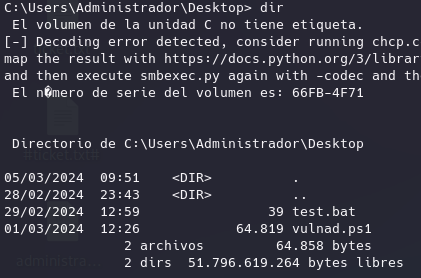 C:\Users\Administrador\Desktop> dir
 El volumen de la unidad C no tiene etiqueta.
[-] Decoding error detected, consider running chcp.c
map the result with https://docs.python.org/3/librar
and then execute smbexec.py again with -codec and th
 El n�mero de serie del volumen es: 66FB-4F71
 Directorio de C:\Users\Administrador\Desktop
#ticket.txt#
05/03/2024  09:51    <DIR>          .
28/02/2024  23:43    <DIR>          ..
29/02/2024  12:59                39 test.bat
01/03/2024  12:26            64.819 vulnad.ps1
               2 archivos         64.858 bytes
administra...
               2 dirs  51.796.619.264 bytes libres